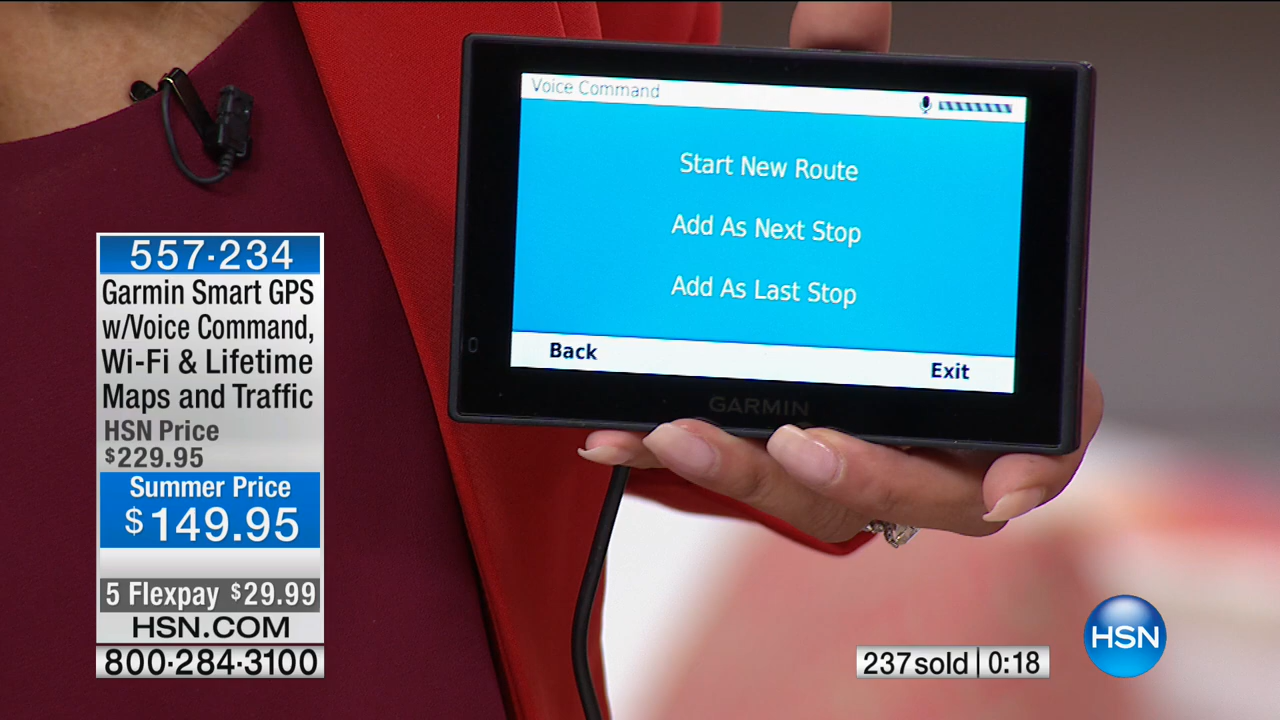 Voice Command
Start New Route
Add As Next Stop
Add As Last Stop
Back
Exit
GARMIN
557·234
Garmin Smart GPS
w/Voice Command,
Wi-Fi & Lifetime
Maps and Traffic
HSN Price
$229.95
Summer Price
$149.95
5 Flexpay $29.99
HSN.COM
800·284·3100
237 sold | 0:18
HSN